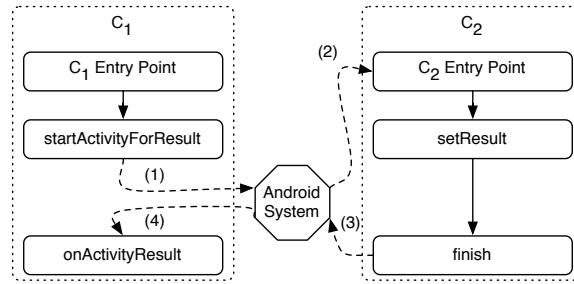 C1
C1 Entry Point
startActivityForResult
(1)
(4)
onActivityResult
Android
System
(2)
(3)
C2
C2 Entry Point
setResult
finish